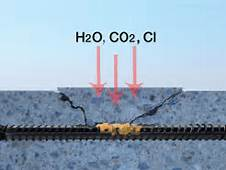 H2O, CO2, Cl